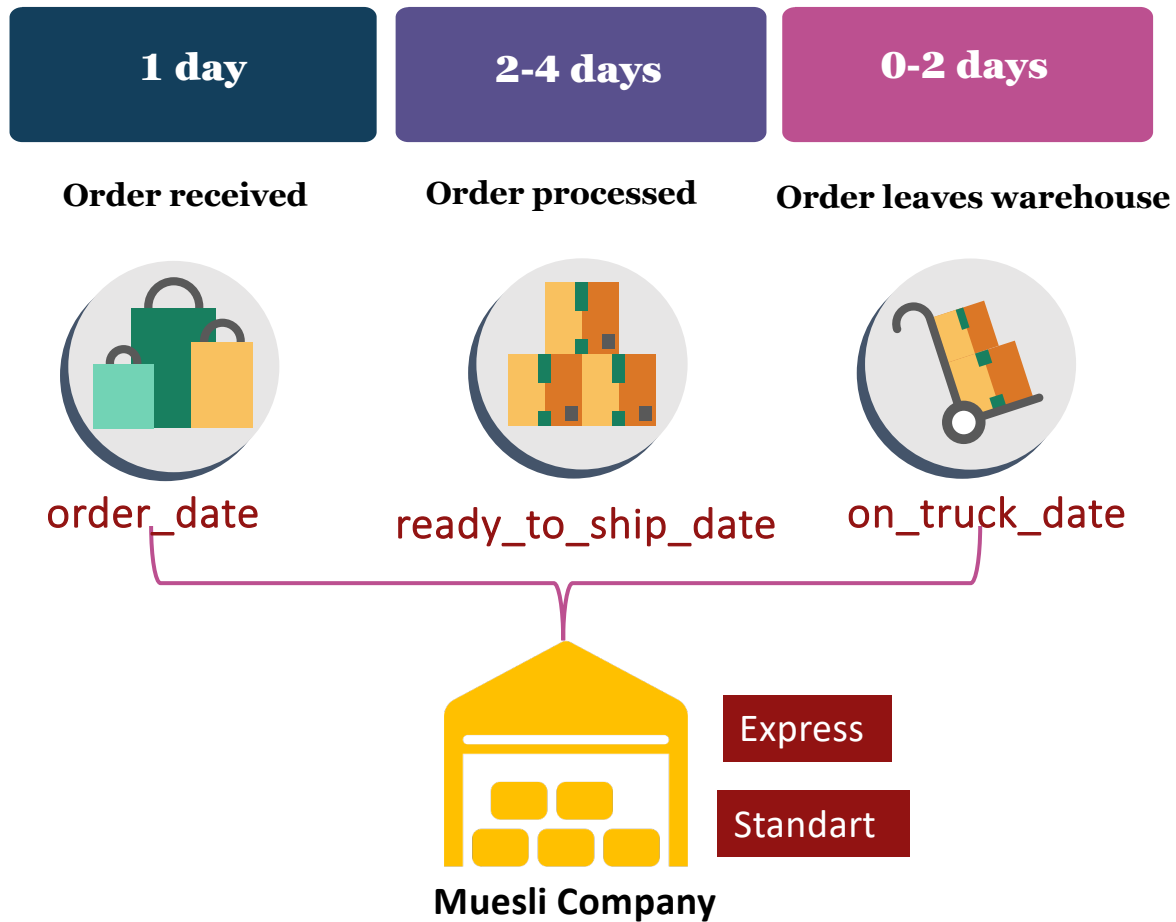 1 day
2-4 days
0-2 days
Order received
Order processed
Order leaves warehouse
order_date
ready_to_ship_date
on_truck_date
Express
Standart
Muesli Company